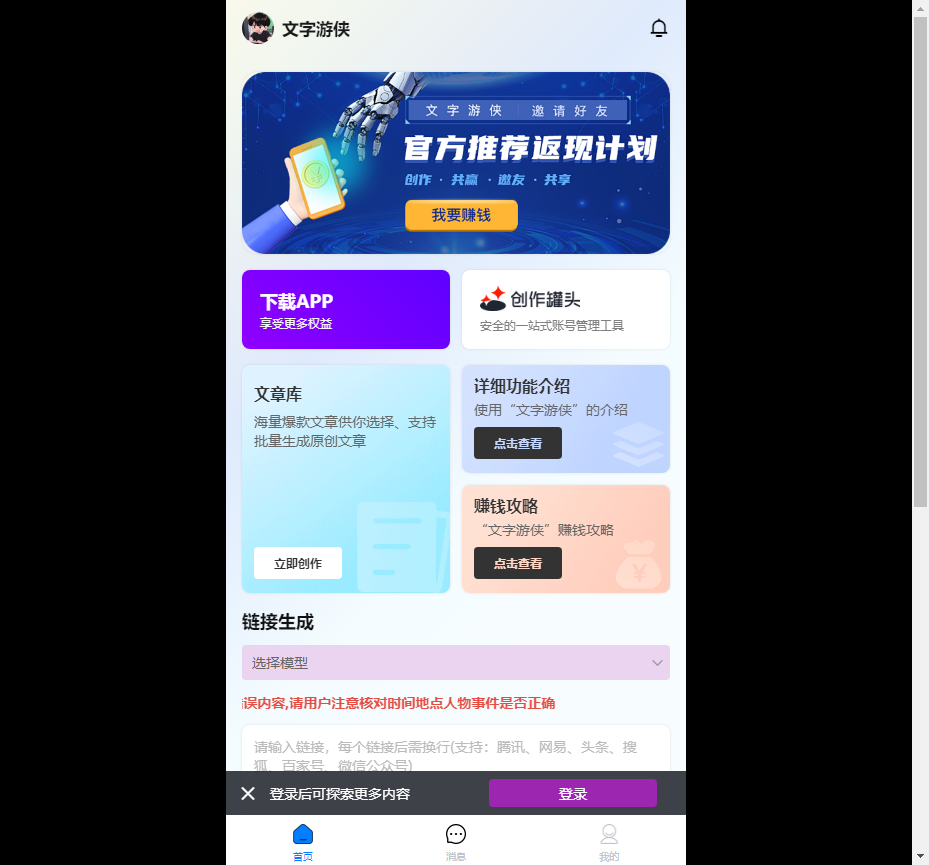 文字游侠
文字游侠 邀请好友
官方推荐返现计划
创作 · 共赢 · 邀友 · 共享
我要赚钱
下载APP
享受更多权益
创作罐头
安全的一站式账号管理工具
文章库
海量爆款文章供你选择、支持
批量生成原创文章
立即创作
详细功能介绍
使用“文字游侠”的介绍
点击查看
赚钱攻略
“文字游侠”赚钱攻略
点击查看
链接生成
选择模型
误内容,请用户注意核对时间地点人物事件是否正确
请输入链接，每个链接后需换行(支持：腾讯、网易、头条、搜
狐、百家号、微信公众号)
登录后可探索更多内容
登录
首页
消息
我的